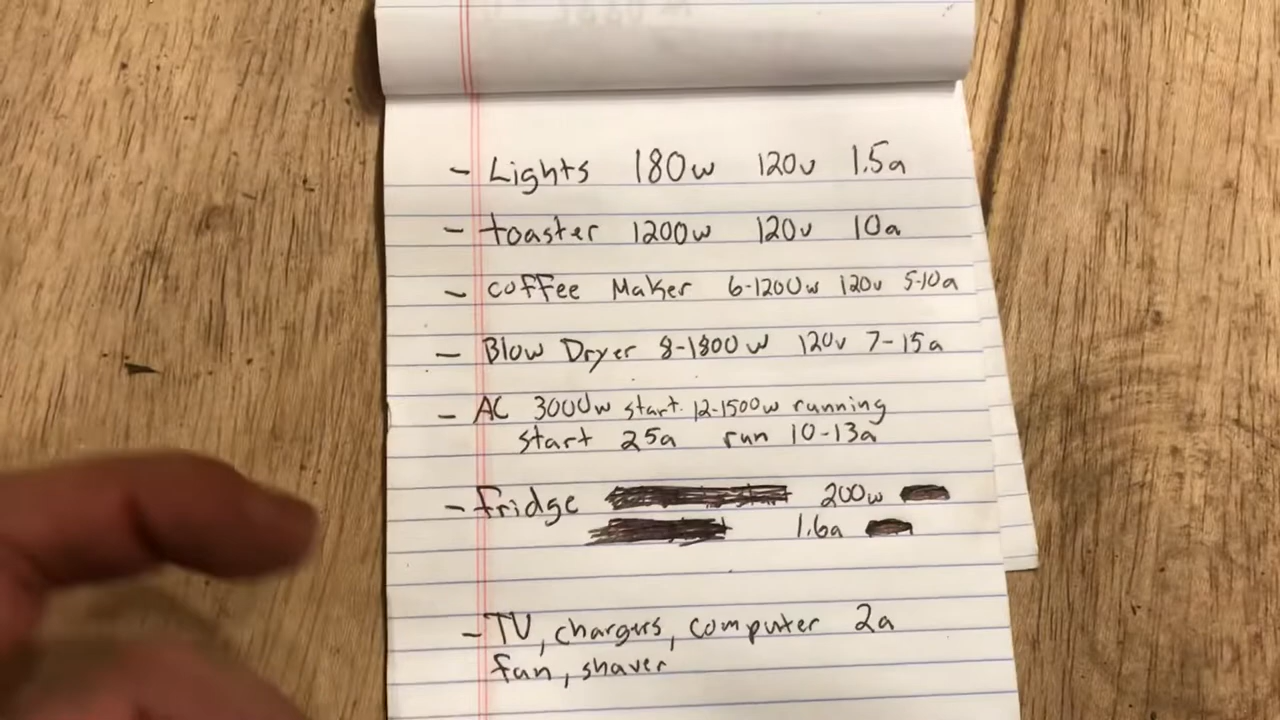 - Lights 180w 120v 1.5a
- toaster 1200w 120v 10a
- coffee Maker 6-1200w 120v 5-10a
- Blow Dryer 8-1800w 120v 7-15a
- AC 3000w start. 12-1500w running
start 25a run 10-13a
- fridge 200w
1.6a
- TV, chargers, computer 2a
fan, shaver